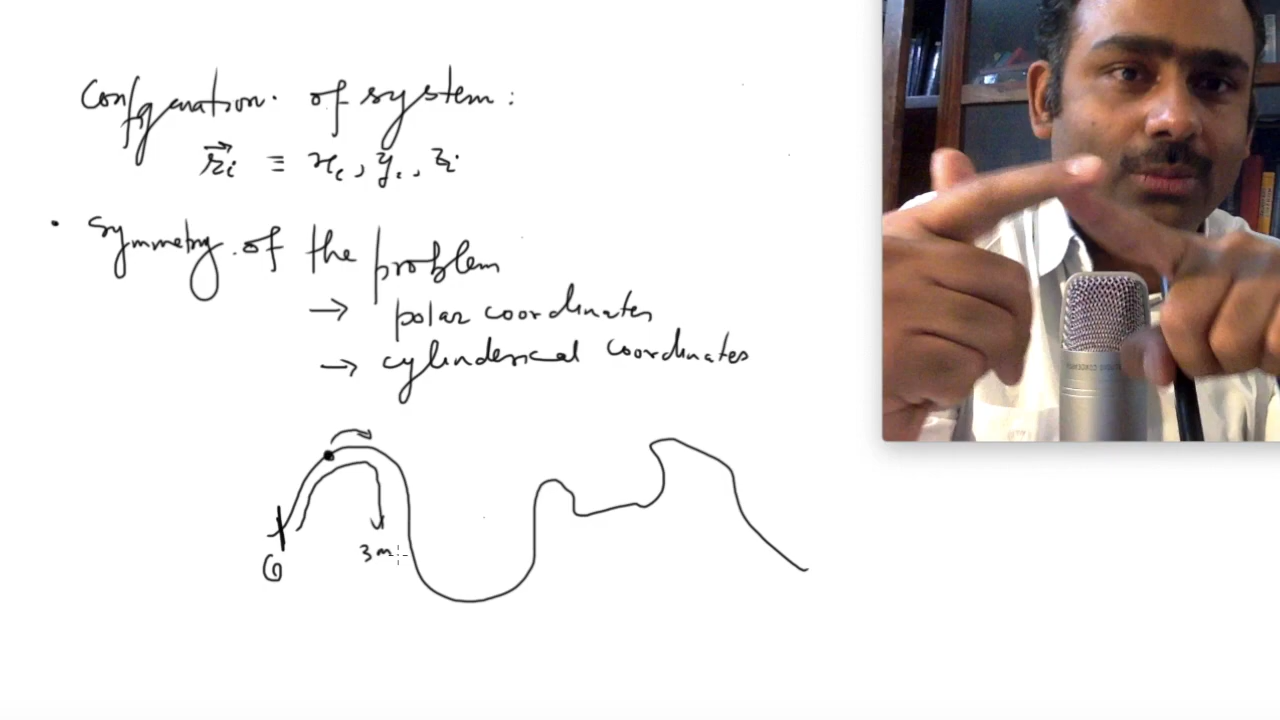 Configuration of system:
r⃗i ≡ xi, yi, zi
• Symmetry of the problem
→ polar coordinates
→ cylinderical coordinates
3m
O